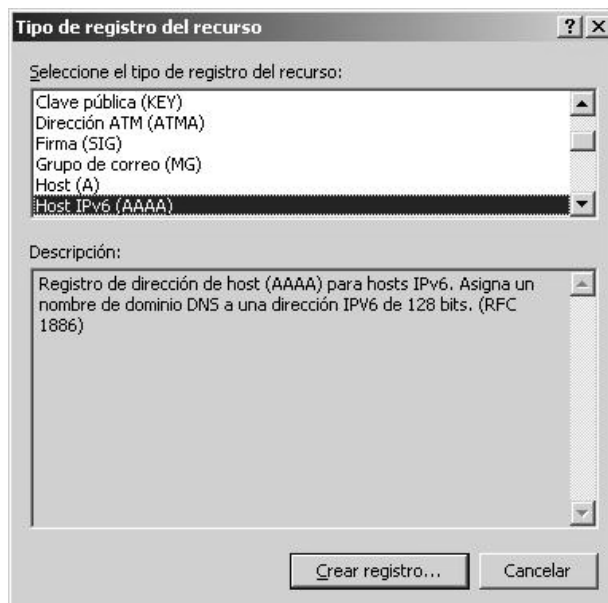 Tipo de registro del recurso
Seleccione el tipo de registro del recurso:
Clave pública (KEY)
Dirección ATM (ATMA)
Firma (SIG)
Grupo de correo (MG)
Host (A)
Host IPv6 (AAAA)
Descripción:
Registro de dirección de host (AAAA) para hosts IPv6. Asigna un
nombre de dominio DNS a una dirección IPV6 de 128 bits. (RFC
1886)
Crear registro... Cancelar